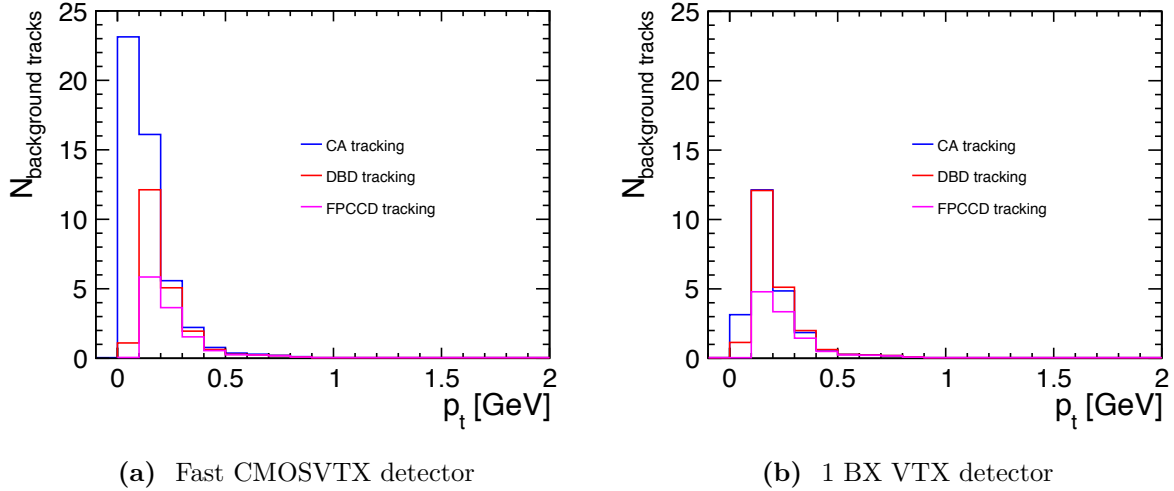 N_background tracks
25
20
15
10
5
0
CA tracking
DBD tracking
FPCCD tracking
0 0.5 1 1.5 2
p_t [GeV]
(a) Fast CMOSVTX detector
N_background tracks
25
20
15
10
5
0
CA tracking
DBD tracking
FPCCD tracking
0 0.5 1 1.5 2
p_t [GeV]
(b) 1 BX VTX detector